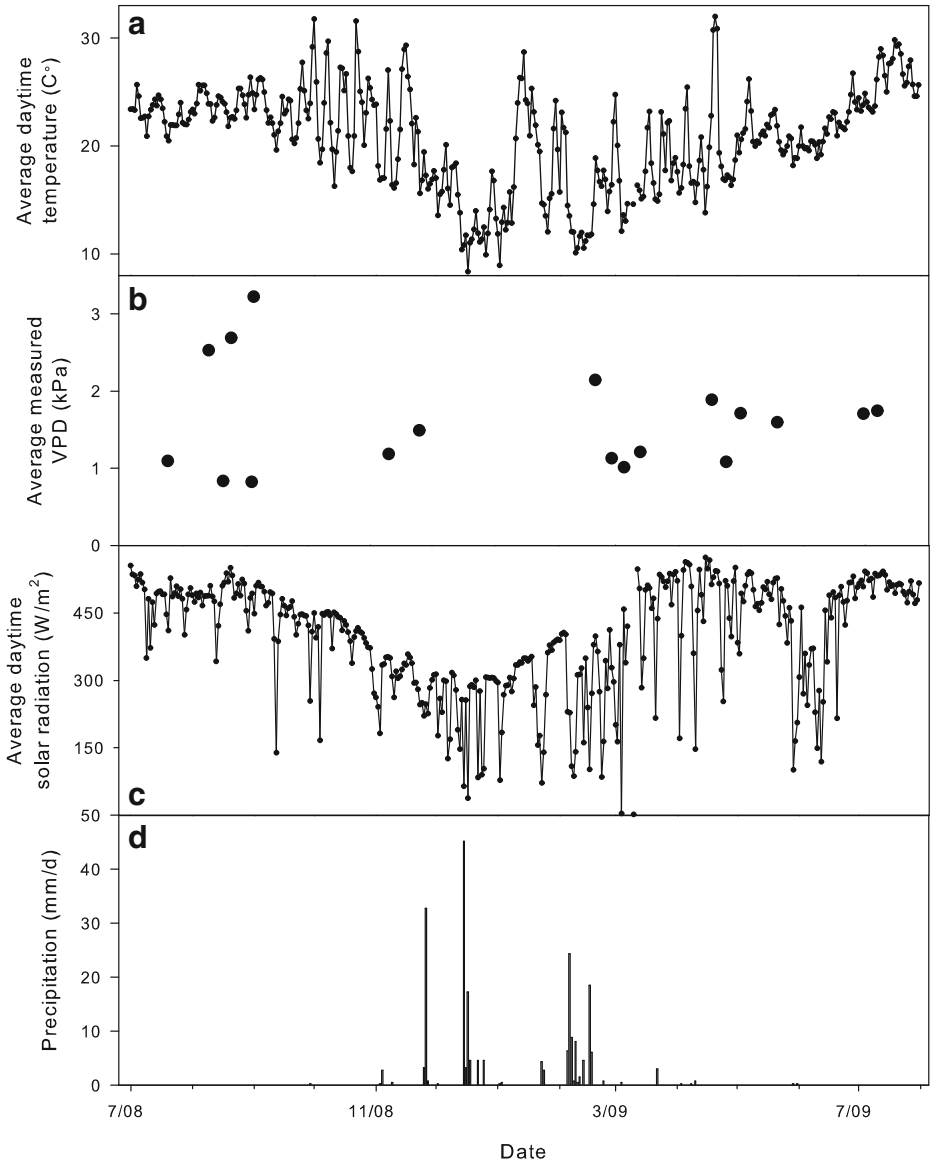 a
30
20
10
Average daytime
temperature (C°)
b
3
2
1
0
Average measured
VPD (kPa)
450
300
150
50
Average daytime
solar radiation (W/m²)
c
d
40
30
20
10
0
Precipitation (mm/d)
7/08 11/08 3/09 7/09
Date